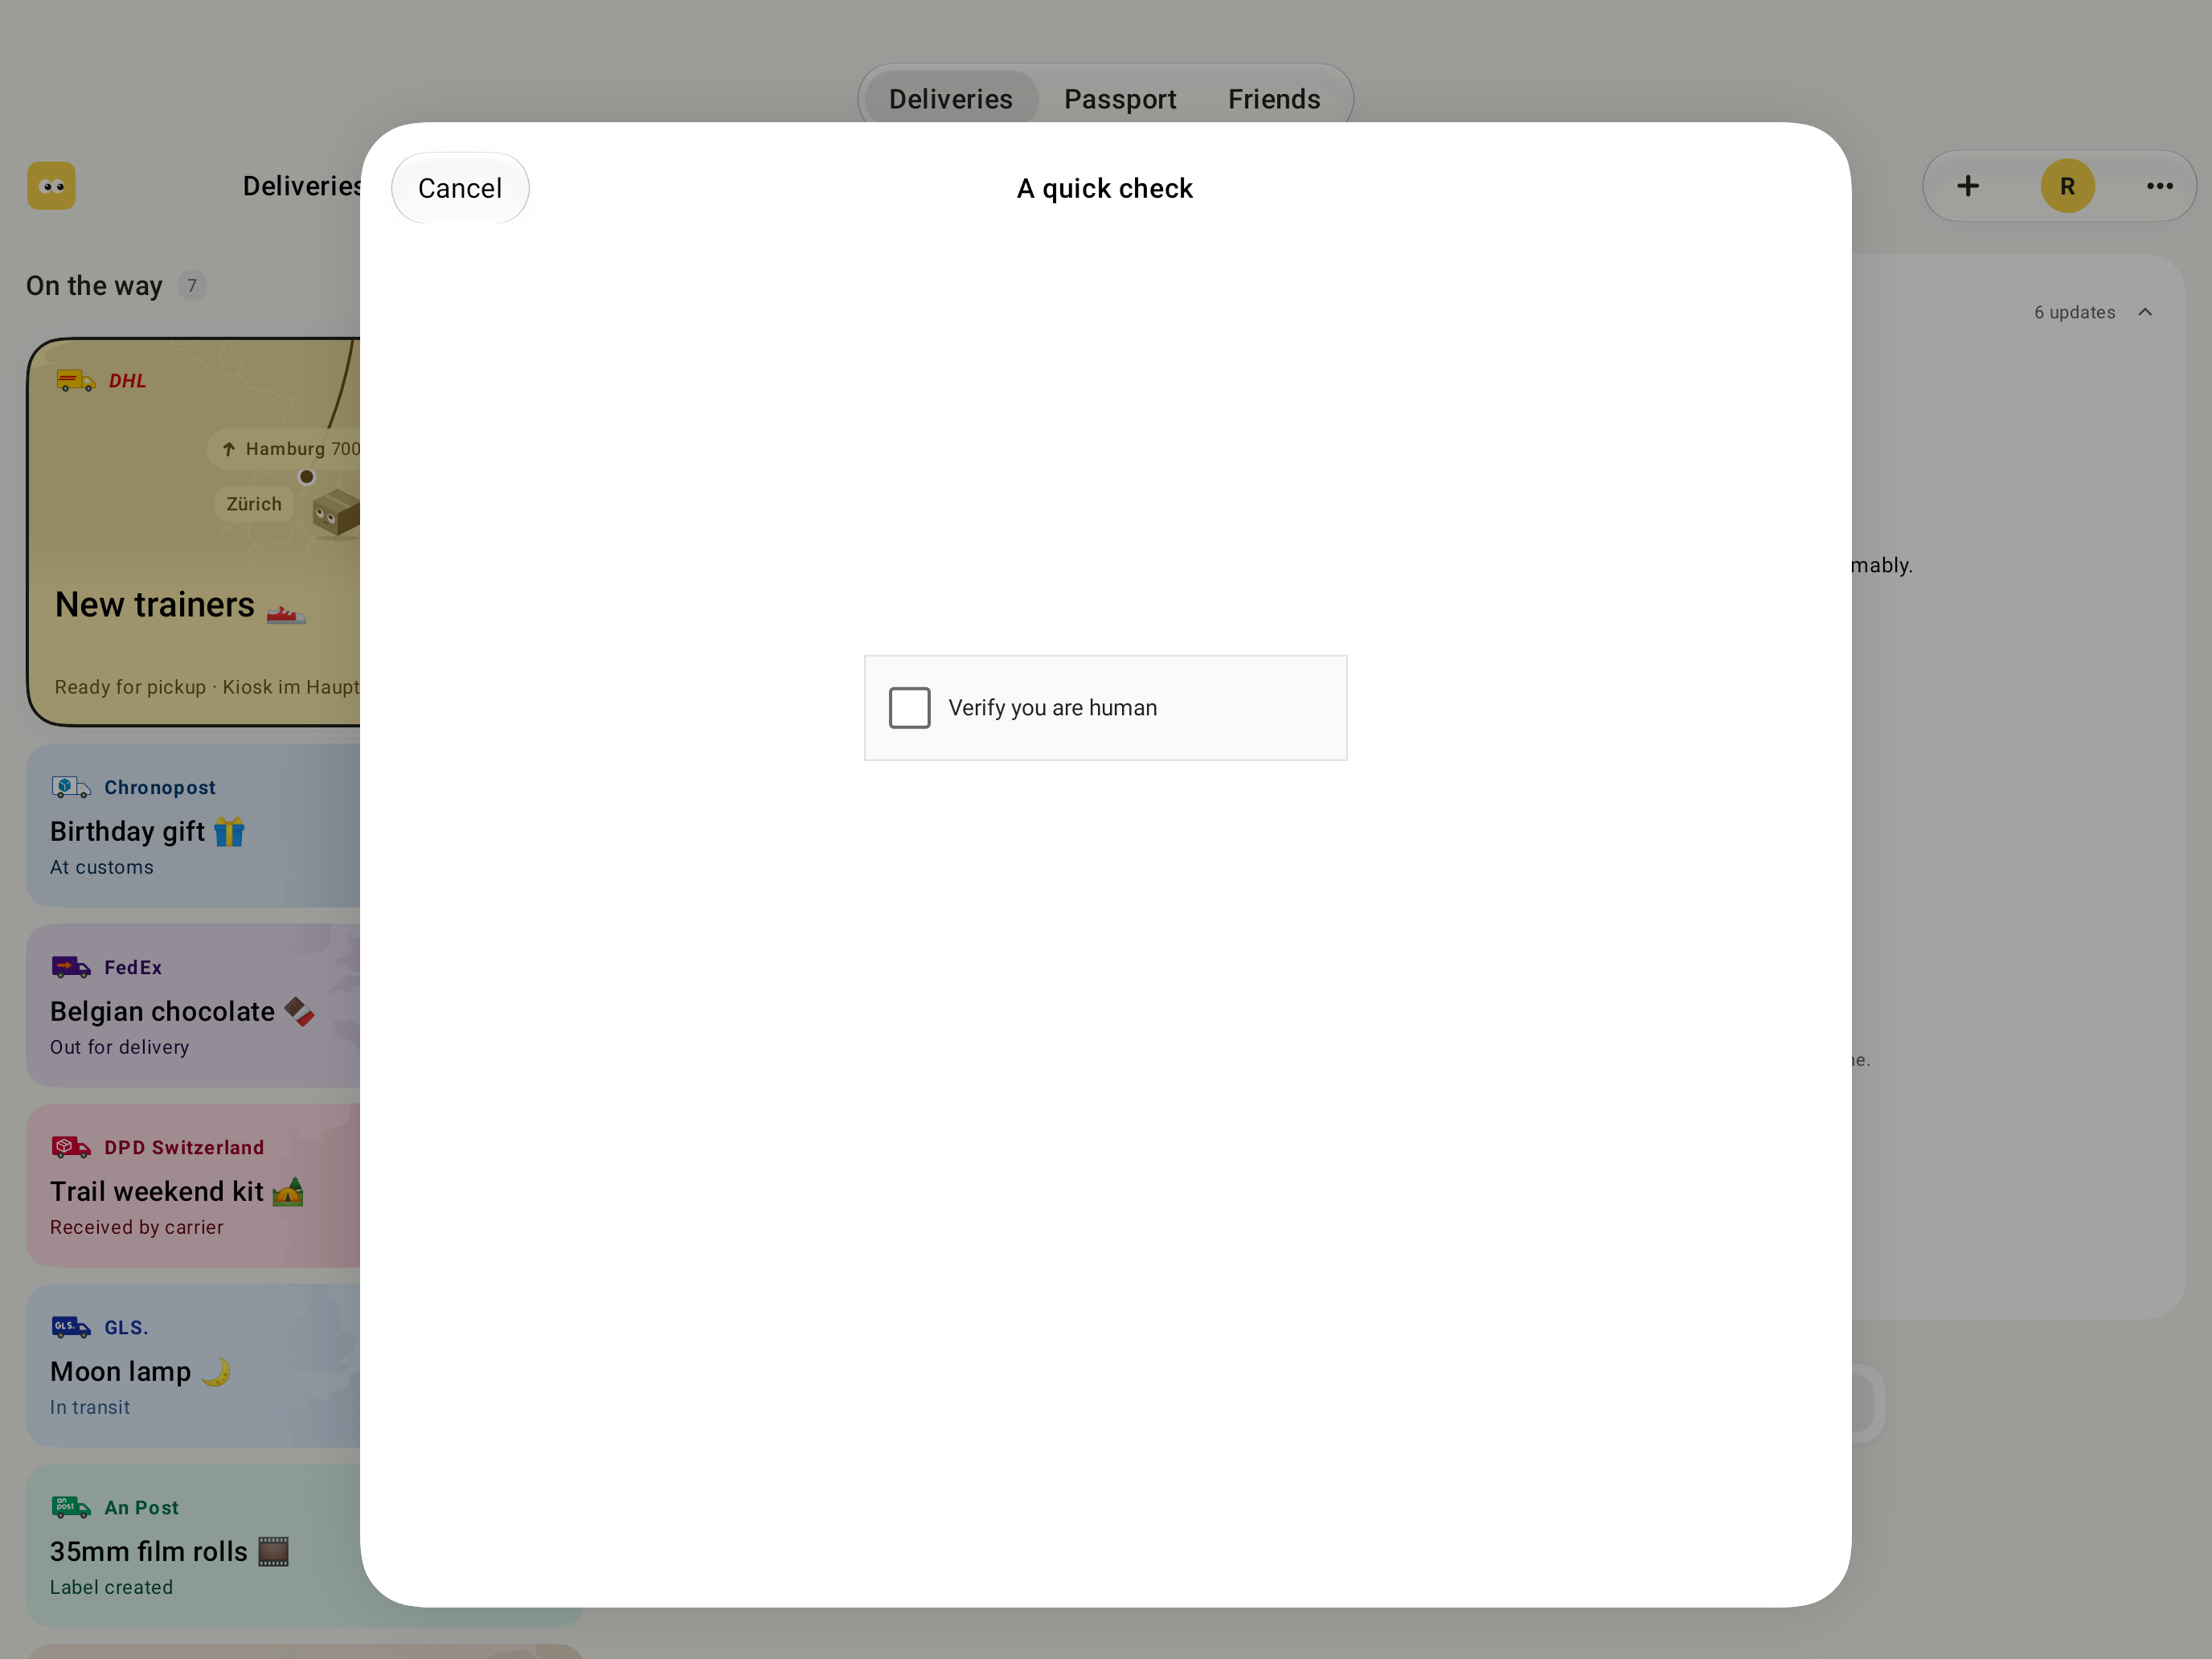 Deliveries Passport Friends
Cancel
A quick check
Deliveries
R
On the way 7
6 updates
DHL
Hamburg 700
Zürich
New trainers
Ready for pickup · Kiosk im Haupt
mably.
Verify you are human
Chronopost
Birthday gift
At customs
FedEx
Belgian chocolate
Out for delivery
DPD Switzerland
Trail weekend kit
Received by carrier
GLS.
GLS.
Moon lamp
In transit
an post
An Post
35mm film rolls
Label created